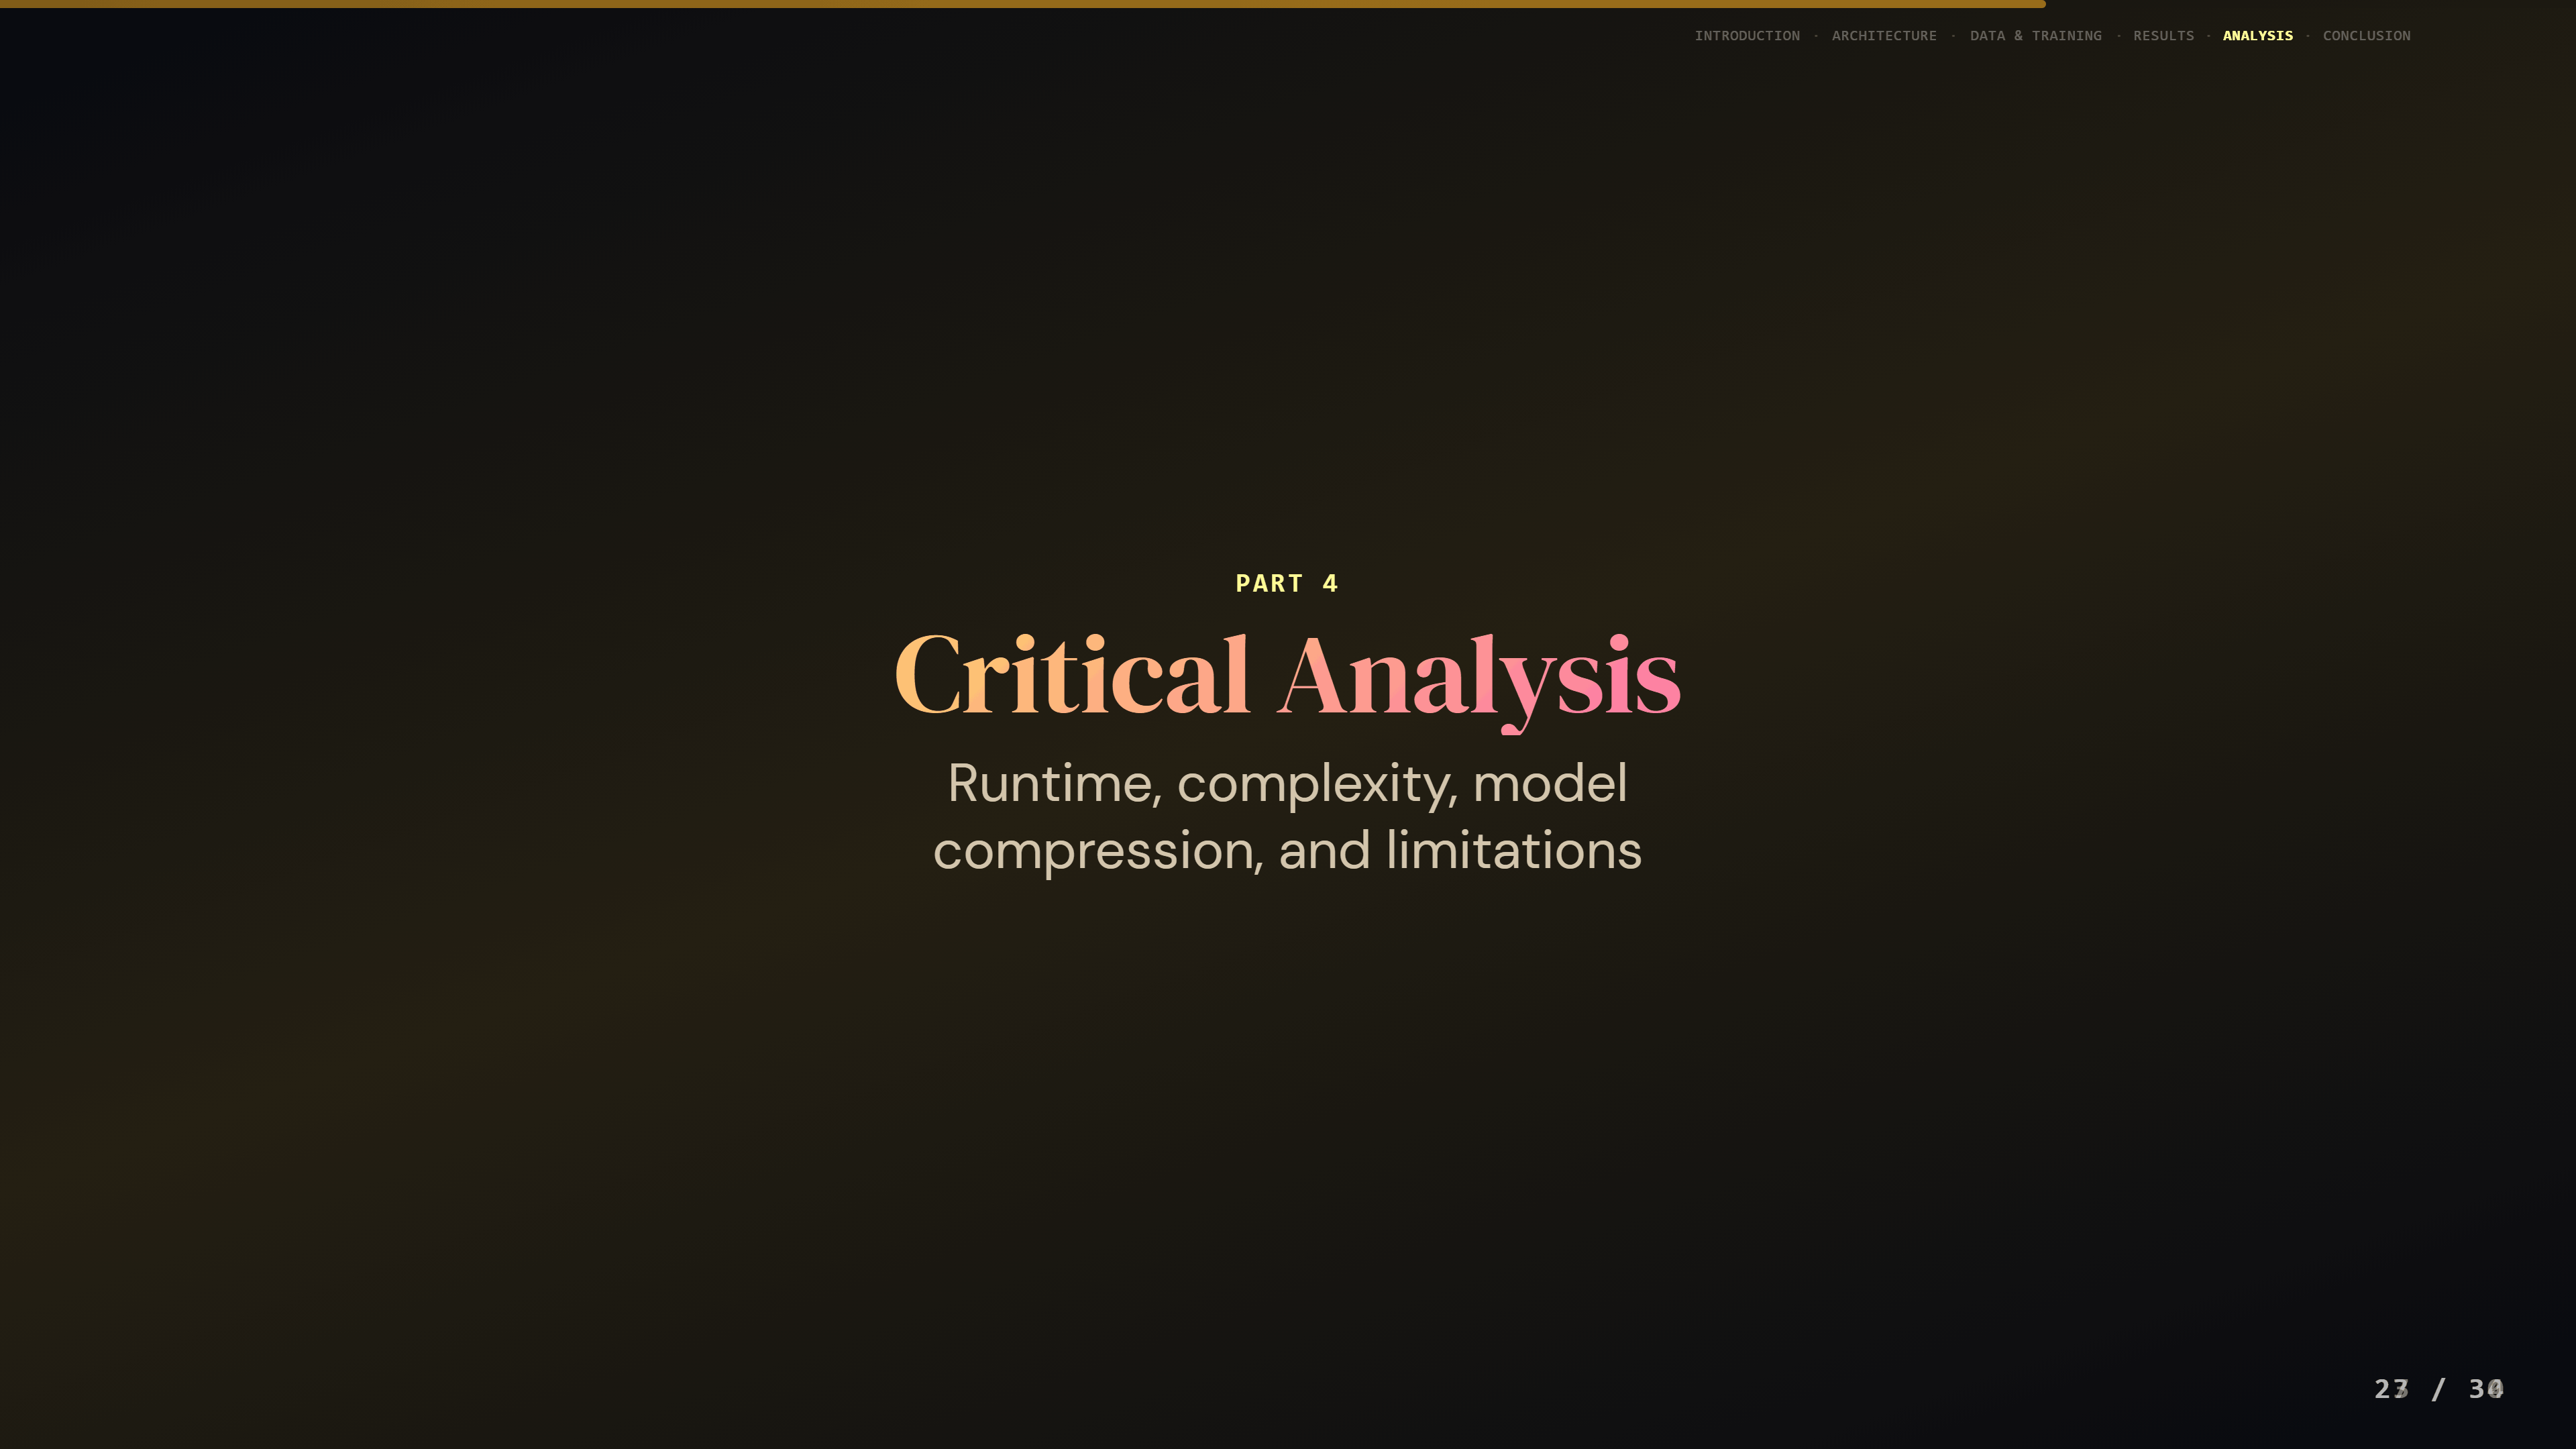 INTRODUCTION · ARCHITECTURE · DATA & TRAINING · RESULTS · ANALYSIS · CONCLUSION
PART 4
Critical Analysis
Runtime, complexity, model
compression, and limitations